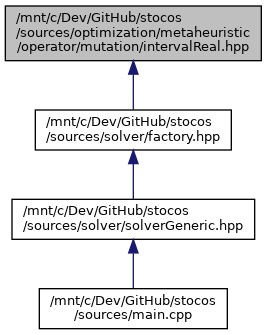 /mnt/c/Dev/GitHub/stocos
/sources/optimization/metaheuristic
/operator/mutation/intervalReal.hpp
/mnt/c/Dev/GitHub/stocos
/sources/solver/factory.hpp
/mnt/c/Dev/GitHub/stocos
/sources/solver/solverGeneric.hpp
/mnt/c/Dev/GitHub/stocos
/sources/main.cpp